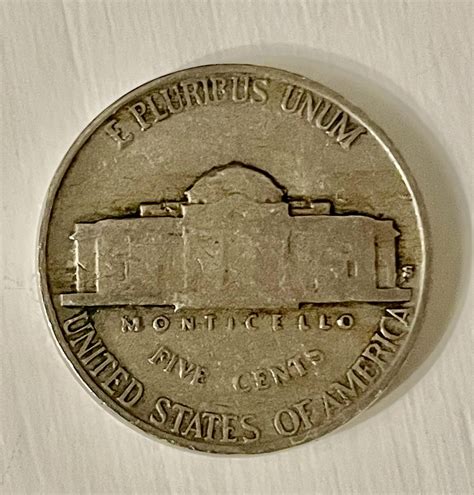 E PLURIBUS UNUM
S
MONTICELLO
FIVE CENTS
UNITED STATES OF AMERICA